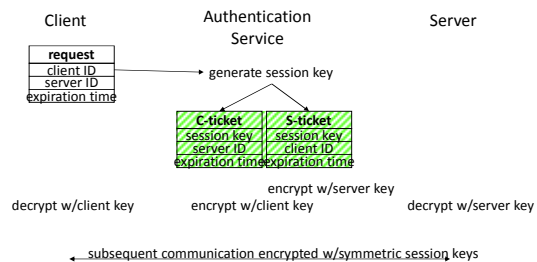 Client
Authentication
Service
Server
request
client ID
server ID
expiration time
generate session key
C-ticket
session key
server ID
expiration time
S-ticket
session key
client ID
expiration time
encrypt w/server key
decrypt w/client key
encrypt w/client key
decrypt w/server key
subsequent communication encrypted w/symmetric session keys